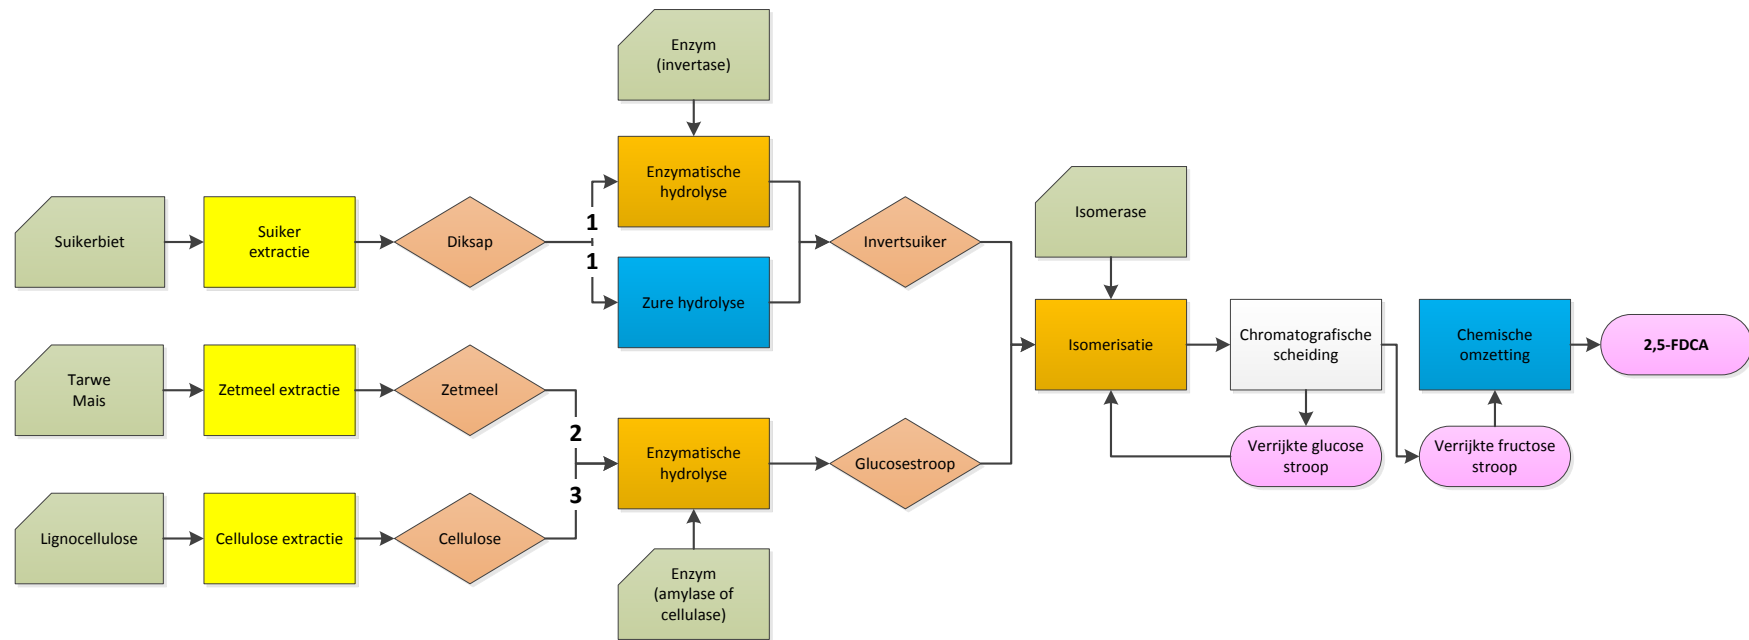 Enzym
(invertase)
Enzymatische
hydrolyse
Suikerbiet
Suiker
extractie
Diksap
1
1
Zure hydrolyse
Invertsuiker
Isomerase
Tarwe
Mais
Zetmeel extractie
Zetmeel
2
3
Enzymatische
hydrolyse
Glucosestroop
Lignocellulose
Cellulose extractie
Cellulose
Enzym
(amylase of
cellulase)
Isomerisatie
Chromatografische
scheiding
Verrijkte glucose
stroop
Verrijkte fructose
stroop
Chemische
omzetting
2,5-FDCA